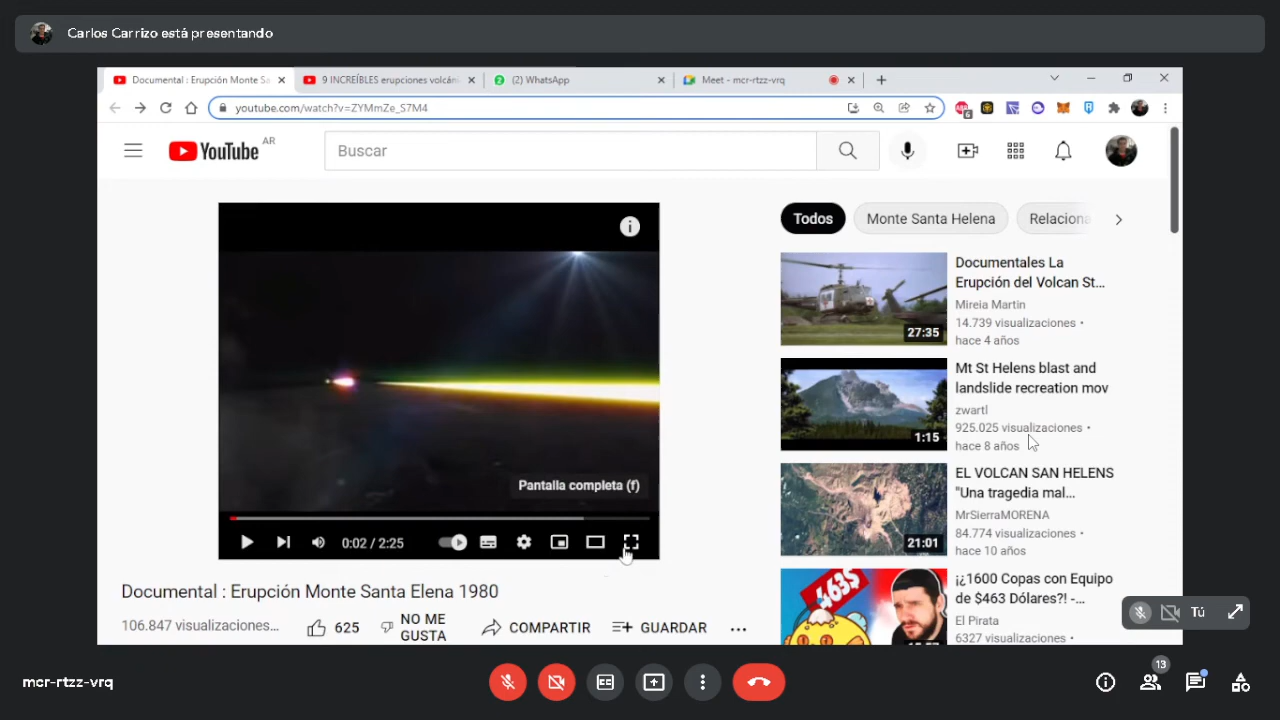 Carlos Carrizo está presentando
Documental : Erupción Monte Sa
9 INCREÍBLES erupciones volcán
(2) WhatsApp
Meet - mcr-rtzz-vrq
youtube.com/watch?v=ZYMmZe_S7M4
6
YouTube AR
Buscar
Todos
Monte Santa Helena
Relaciona
Documentales La
Erupción del Volcan St...
Mireia Martin
14.739 visualizaciones •
hace 4 años
27:35
Mt St Helens blast and
landslide recreation mov
zwartl
925.025 visualizaciones •
hace 8 años
1:15
EL VOLCAN SAN HELENS
"Una tragedia mal...
MrSierraMORENA
84.774 visualizaciones •
hace 10 años
21:01
463$
¡¿1600 Copas con Equipo
de $463 Dólares?! -...
El Pirata
6327 visualizaciones •
Pantalla completa (f)
0:02 / 2:25
Documental : Erupción Monte Santa Elena 1980
106.847 visualizaciones...
625
NO ME
GUSTA
COMPARTIR
GUARDAR
Tú
mcr-rtzz-vrq
13